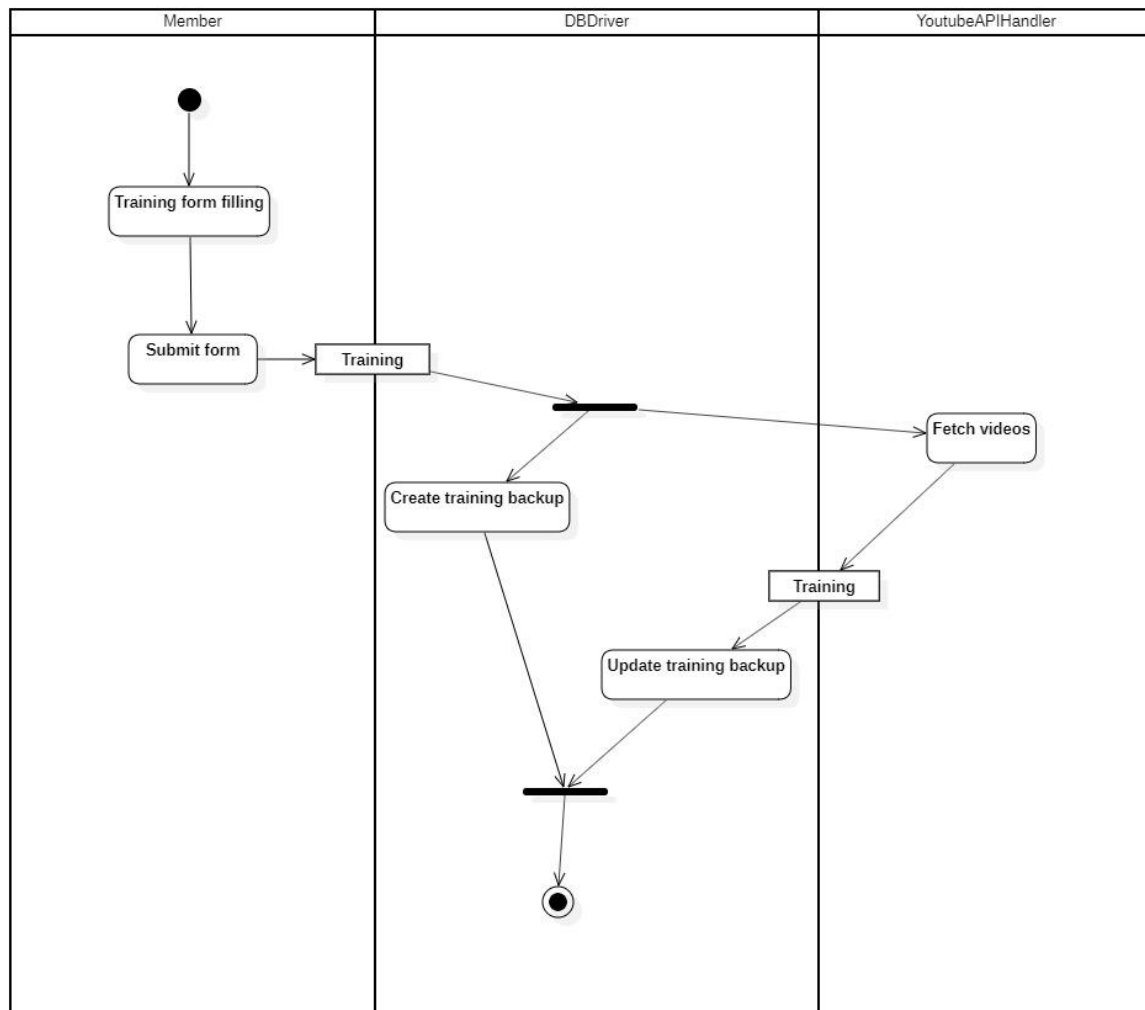 Member
DBDriver
YoutubeAPIHandler
Training form filling
Submit form
Training
Fetch videos
Create training backup
Training
Update training backup